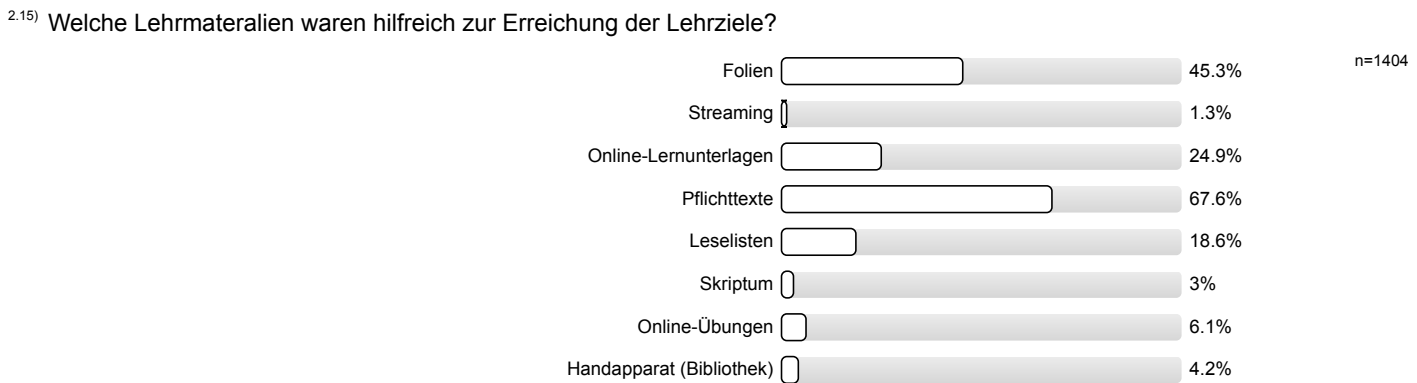 2.15) Welche Lehrmateralien waren hilfreich zur Erreichung der Lehrziele?
n=1404
Folien 45.3%
Streaming 1.3%
Online-Lernunterlagen 24.9%
Pflichttexte 67.6%
Leselisten 18.6%
Skriptum 3%
Online-Übungen 6.1%
Handapparat (Bibliothek) 4.2%